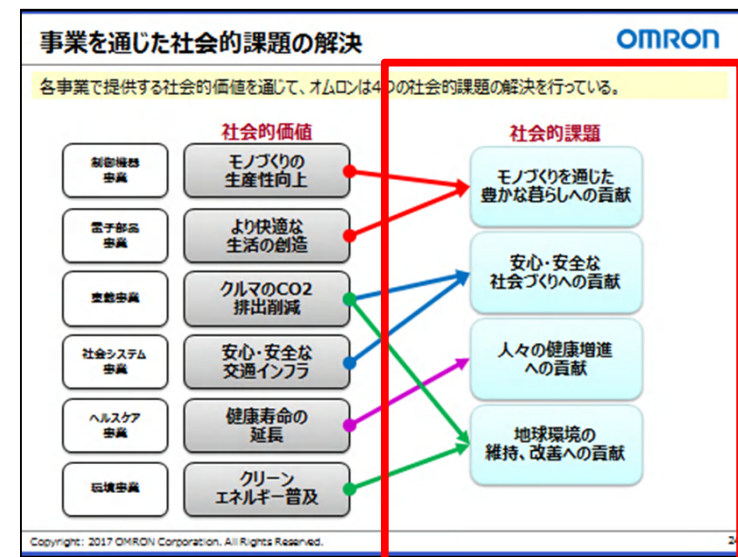 事業を通じた社会的課題の解決
OMRON
各事業で提供する社会的価値を通じて、オムロンは4つの社会的課題の解決を行っている。
社会的価値
社会的課題
制御機器
事業
モノづくりの
生産性向上
電子部品
事業
より快適な
生活の創造
車載事業
クルマのCO2
排出削減
社会システム
事業
安心・安全な
交通インフラ
ヘルスケア
事業
健康寿命の
延長
環境事業
クリーン
エネルギー普及
モノづくりを通じた
豊かな暮らしへの貢献
安心・安全な
社会づくりへの貢献
人々の健康増進
への貢献
地球環境の
維持、改善への貢献
Copyright: 2017 OMRON Corporation. All Rights Reserved.